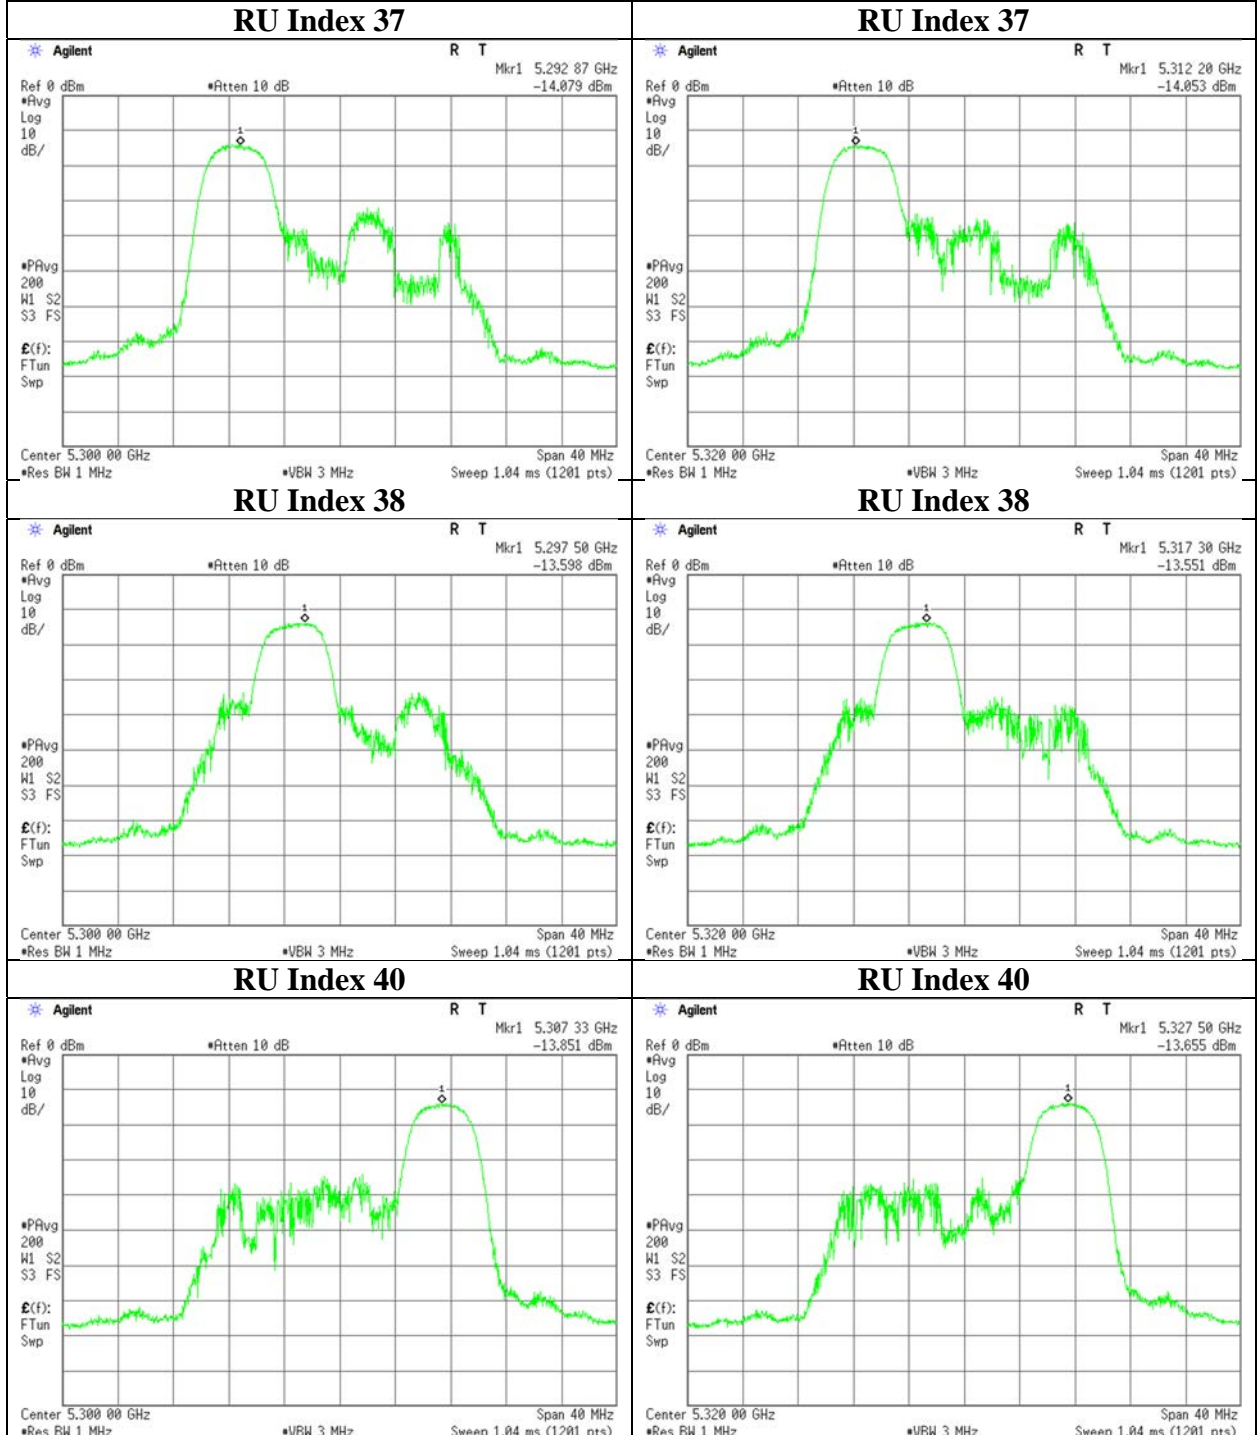 RU Index 37
Agilent
R T
Mkr1 5.292 87 GHz
Ref 0 dBm
*Atten 10 dB
-14.079 dBm
*Avg
Log
10
dB/
1
*PAvg
200
W1 S2
S3 FS
£(f):
FTun
Swp
Center 5.300 00 GHz
Span 40 MHz
*Res BW 1 MHz
*VBW 3 MHz
Sweep 1.04 ms (1201 pts)
RU Index 37
Agilent
R T
Mkr1 5.312 20 GHz
Ref 0 dBm
*Atten 10 dB
-14.053 dBm
*Avg
Log
10
dB/
1
*PAvg
200
W1 S2
S3 FS
£(f):
FTun
Swp
Center 5.320 00 GHz
Span 40 MHz
*Res BW 1 MHz
*VBW 3 MHz
Sweep 1.04 ms (1201 pts)
RU Index 38
Agilent
R T
Mkr1 5.297 50 GHz
Ref 0 dBm
*Atten 10 dB
-13.598 dBm
*Avg
Log
10
dB/
1
*PAvg
200
W1 S2
S3 FS
£(f):
FTun
Swp
Center 5.300 00 GHz
Span 40 MHz
*Res BW 1 MHz
*VBW 3 MHz
Sweep 1.04 ms (1201 pts)
RU Index 38
Agilent
R T
Mkr1 5.317 30 GHz
Ref 0 dBm
*Atten 10 dB
-13.551 dBm
*Avg
Log
10
dB/
1
*PAvg
200
W1 S2
S3 FS
£(f):
FTun
Swp
Center 5.320 00 GHz
Span 40 MHz
*Res BW 1 MHz
*VBW 3 MHz
Sweep 1.04 ms (1201 pts)
RU Index 40
Agilent
R T
Mkr1 5.307 33 GHz
Ref 0 dBm
*Atten 10 dB
-13.851 dBm
*Avg
Log
10
dB/
1
*PAvg
200
W1 S2
S3 FS
£(f):
FTun
Swp
Center 5.300 00 GHz
Span 40 MHz
*Res BW 1 MHz
*VBW 3 MHz
Sweep 1.04 ms (1201 pts)
RU Index 40
Agilent
R T
Mkr1 5.327 50 GHz
Ref 0 dBm
*Atten 10 dB
-13.655 dBm
*Avg
Log
10
dB/
1
*PAvg
200
W1 S2
S3 FS
£(f):
FTun
Swp
Center 5.320 00 GHz
Span 40 MHz
*Res BW 1 MHz
*VBW 3 MHz
Sweep 1.04 ms (1201 pts)